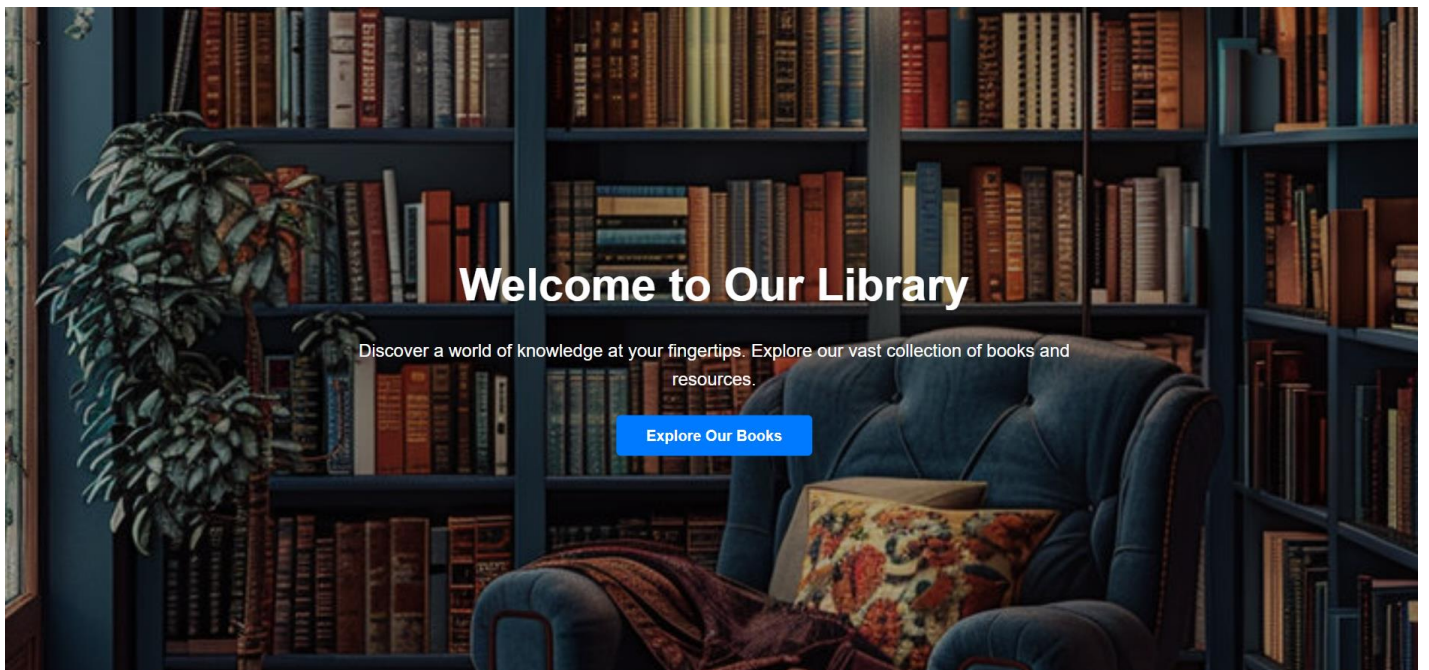 Welcome to Our Library
Discover a world of knowledge at your fingertips. Explore our vast collection of books and
resources.
Explore Our Books